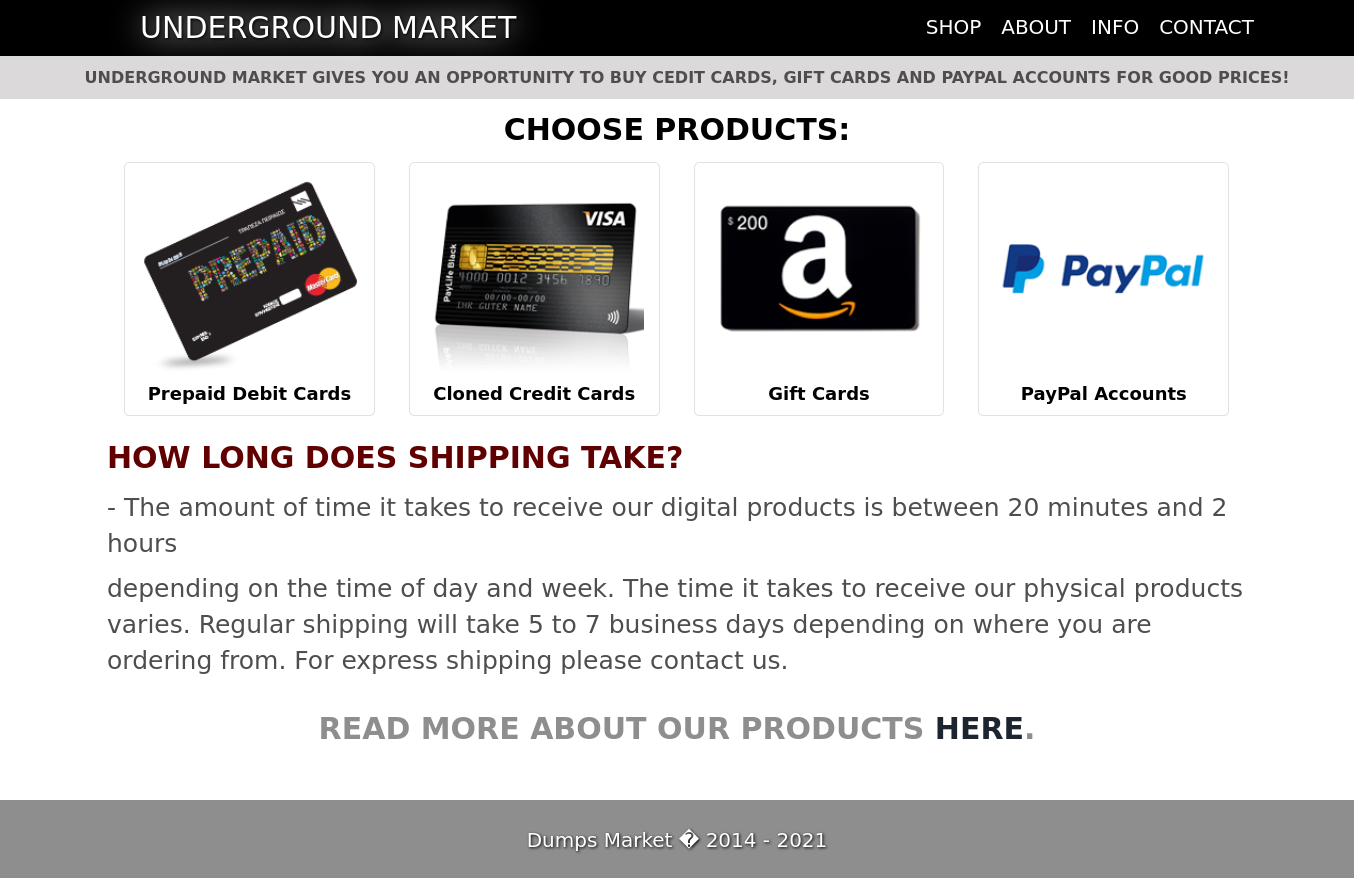 UNDERGROUND MARKET
SHOP ABOUT INFO CONTACT
UNDERGROUND MARKET GIVES YOU AN OPPORTUNITY TO BUY CEDIT CARDS, GIFT CARDS AND PAYPAL ACCOUNTS FOR GOOD PRICES!
CHOOSE PRODUCTS:
ΤΡΑΠΕΖΑ ΠΕΙΡΑΙΩΣ
PREPAID
MasterCard
Prepaid Debit Cards
VISA
PayLife Black
4000 0012 3456 7890
00/00-00/00
IHR GUTER NAME
Cloned Credit Cards
$ 200
a
Gift Cards
PayPal
PayPal Accounts
HOW LONG DOES SHIPPING TAKE?
- The amount of time it takes to receive our digital products is between 20 minutes and 2
hours
depending on the time of day and week. The time it takes to receive our physical products
varies. Regular shipping will take 5 to 7 business days depending on where you are
ordering from. For express shipping please contact us.
READ MORE ABOUT OUR PRODUCTS HERE.
Dumps Market � 2014 - 2021